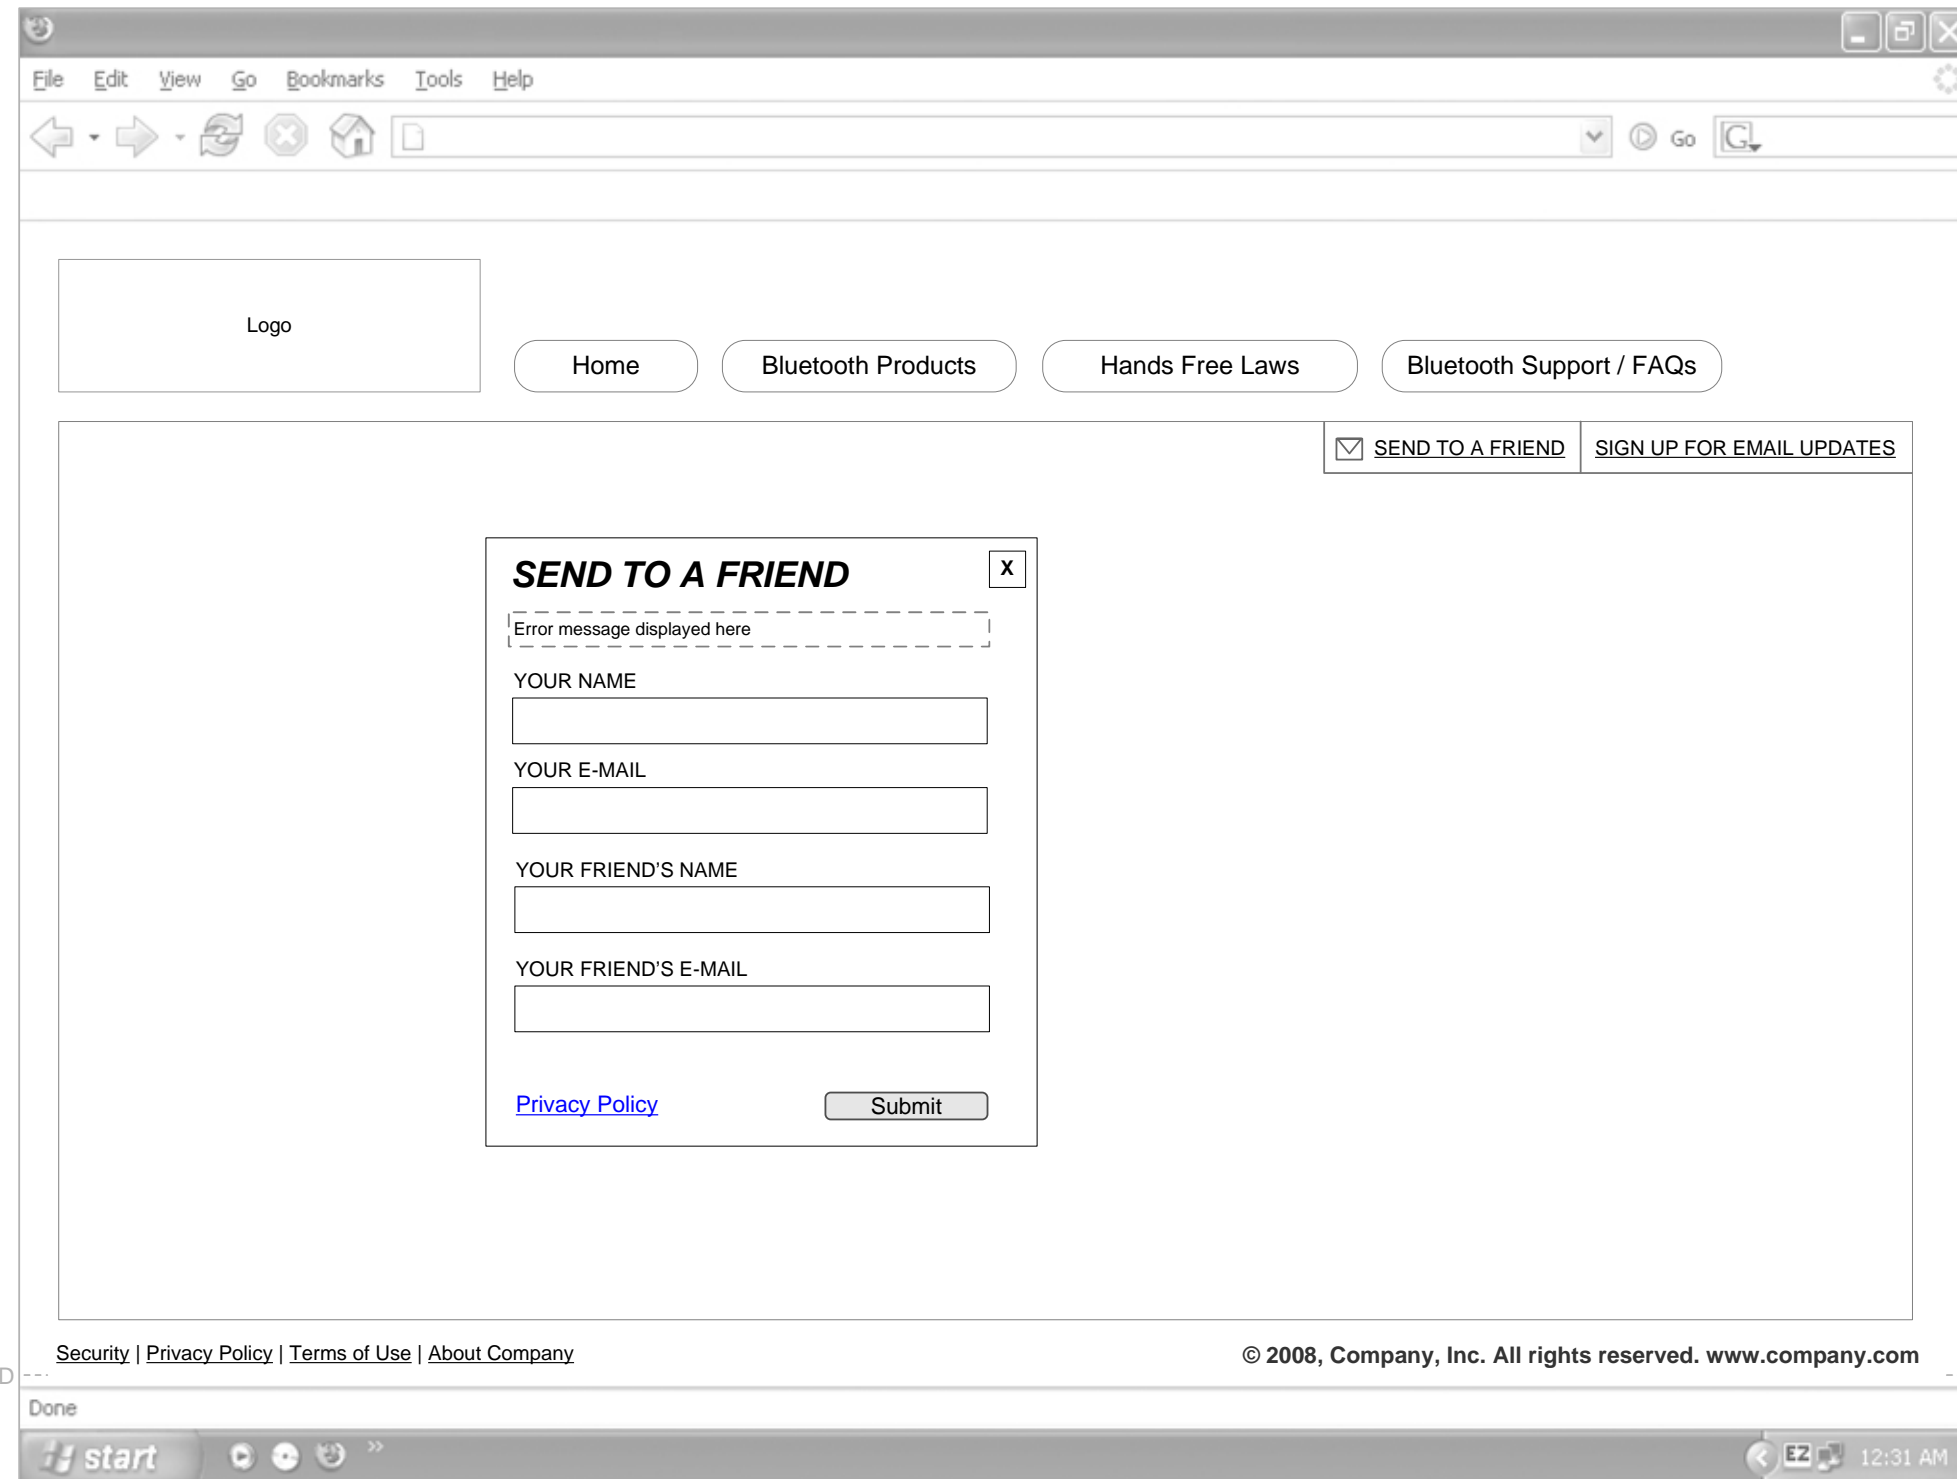 File Edit View Go Bookmarks Tools Help
Go G
Logo
Home Bluetooth Products Hands Free Laws Bluetooth Support / FAQs
SEND TO A FRIEND SIGN UP FOR EMAIL UPDATES
SEND TO A FRIEND X
Error message displayed here
YOUR NAME
YOUR E-MAIL
YOUR FRIEND’S NAME
YOUR FRIEND’S E-MAIL
Privacy Policy Submit
Security | Privacy Policy | Terms of Use | About Company © 2008, Company, Inc. All rights reserved. www.company.com
D
Done
start EZ 12:31 AM